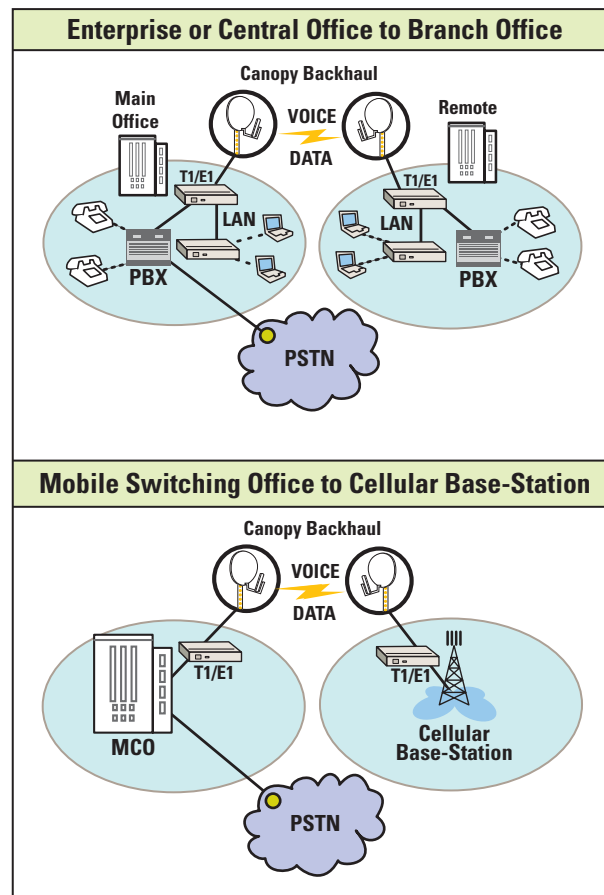 Enterprise or Central Office to Branch Office
Canopy Backhaul
Main
Office
VOICE
DATA
Remote
T1/E1
T1/E1
LAN
LAN
PBX
PBX
PSTN
Mobile Switching Office to Cellular Base-Station
Canopy Backhaul
VOICE
DATA
T1/E1
T1/E1
MCO
Cellular
Base-Station
PSTN